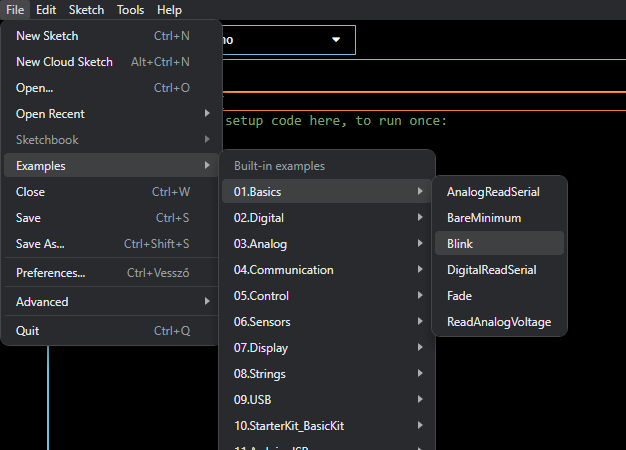 File Edit Sketch Tools Help
New Sketch Ctrl+N
New Cloud Sketch Alt+Ctrl+N
Open... Ctrl+O
Open Recent
Sketchbook
Examples
Close Ctrl+W
Save Ctrl+S
Save As... Ctrl+Shift+S
Preferences... Ctrl+Vessző
Advanced
Quit Ctrl+Q
no
setup code here, to run once:
Built-in examples
01.Basics
02.Digital
03.Analog
04.Communication
05.Control
06.Sensors
07.Display
08.Strings
09.USB
10.StarterKit_BasicKit
11.ArduinoISP
AnalogReadSerial
BareMinimum
Blink
DigitalReadSerial
Fade
ReadAnalogVoltage